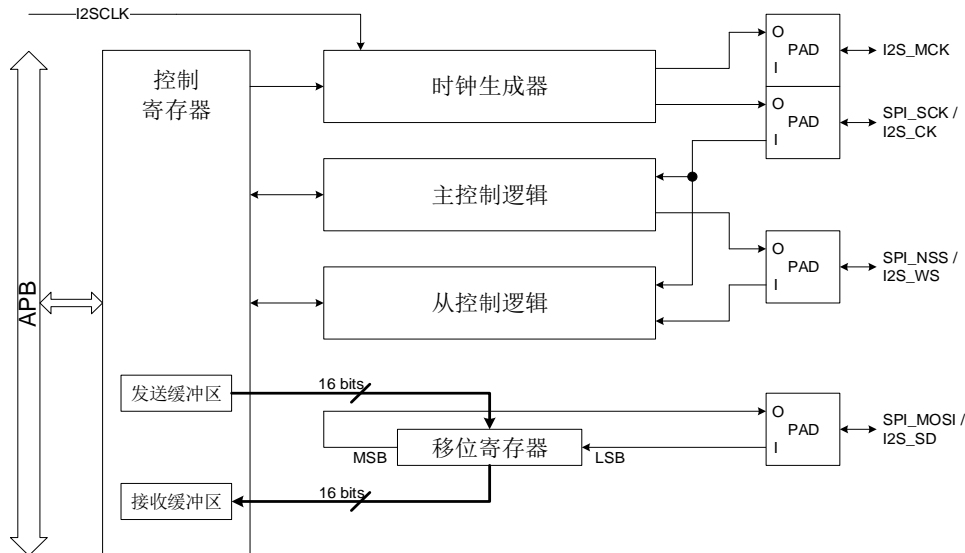 I2SCLK
APB
控制
寄存器
时钟生成器
O
PAD
I
I2S_MCK
O
PAD
I
SPI_SCK /
I2S_CK
主控制逻辑
O
PAD
I
SPI_NSS /
I2S_WS
从控制逻辑
发送缓冲区
16 bits
MSB
移位寄存器
LSB
O
PAD
I
SPI_MOSI /
I2S_SD
接收缓冲区
16 bits